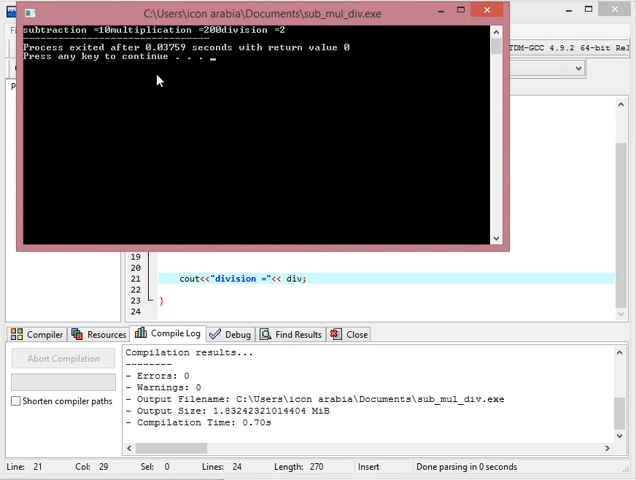 C:\Users\icon arabia\Documents\sub_mul_div.exe
subtraction =10multiplication =200division =2
--------------------------------
Process exited after 0.03759 seconds with return value 0
Press any key to continue . . . _
TDM-GCC 4.9.2 64-bit Rel
19
20
21 cout<<"division ="<< div;
22
23 }
24
Compiler
Resources
Compile Log
Debug
Find Results
Close
Abort Compilation
Shorten compiler paths
Compilation results...
--------
- Errors: 0
- Warnings: 0
- Output Filename: C:\Users\icon arabia\Documents\sub_mul_div.exe
- Output Size: 1.83242321014404 MiB
- Compilation Time: 0.70s
Line: 21 Col: 29 Sel: 0 Lines: 24 Length: 270 Insert Done parsing in 0 seconds